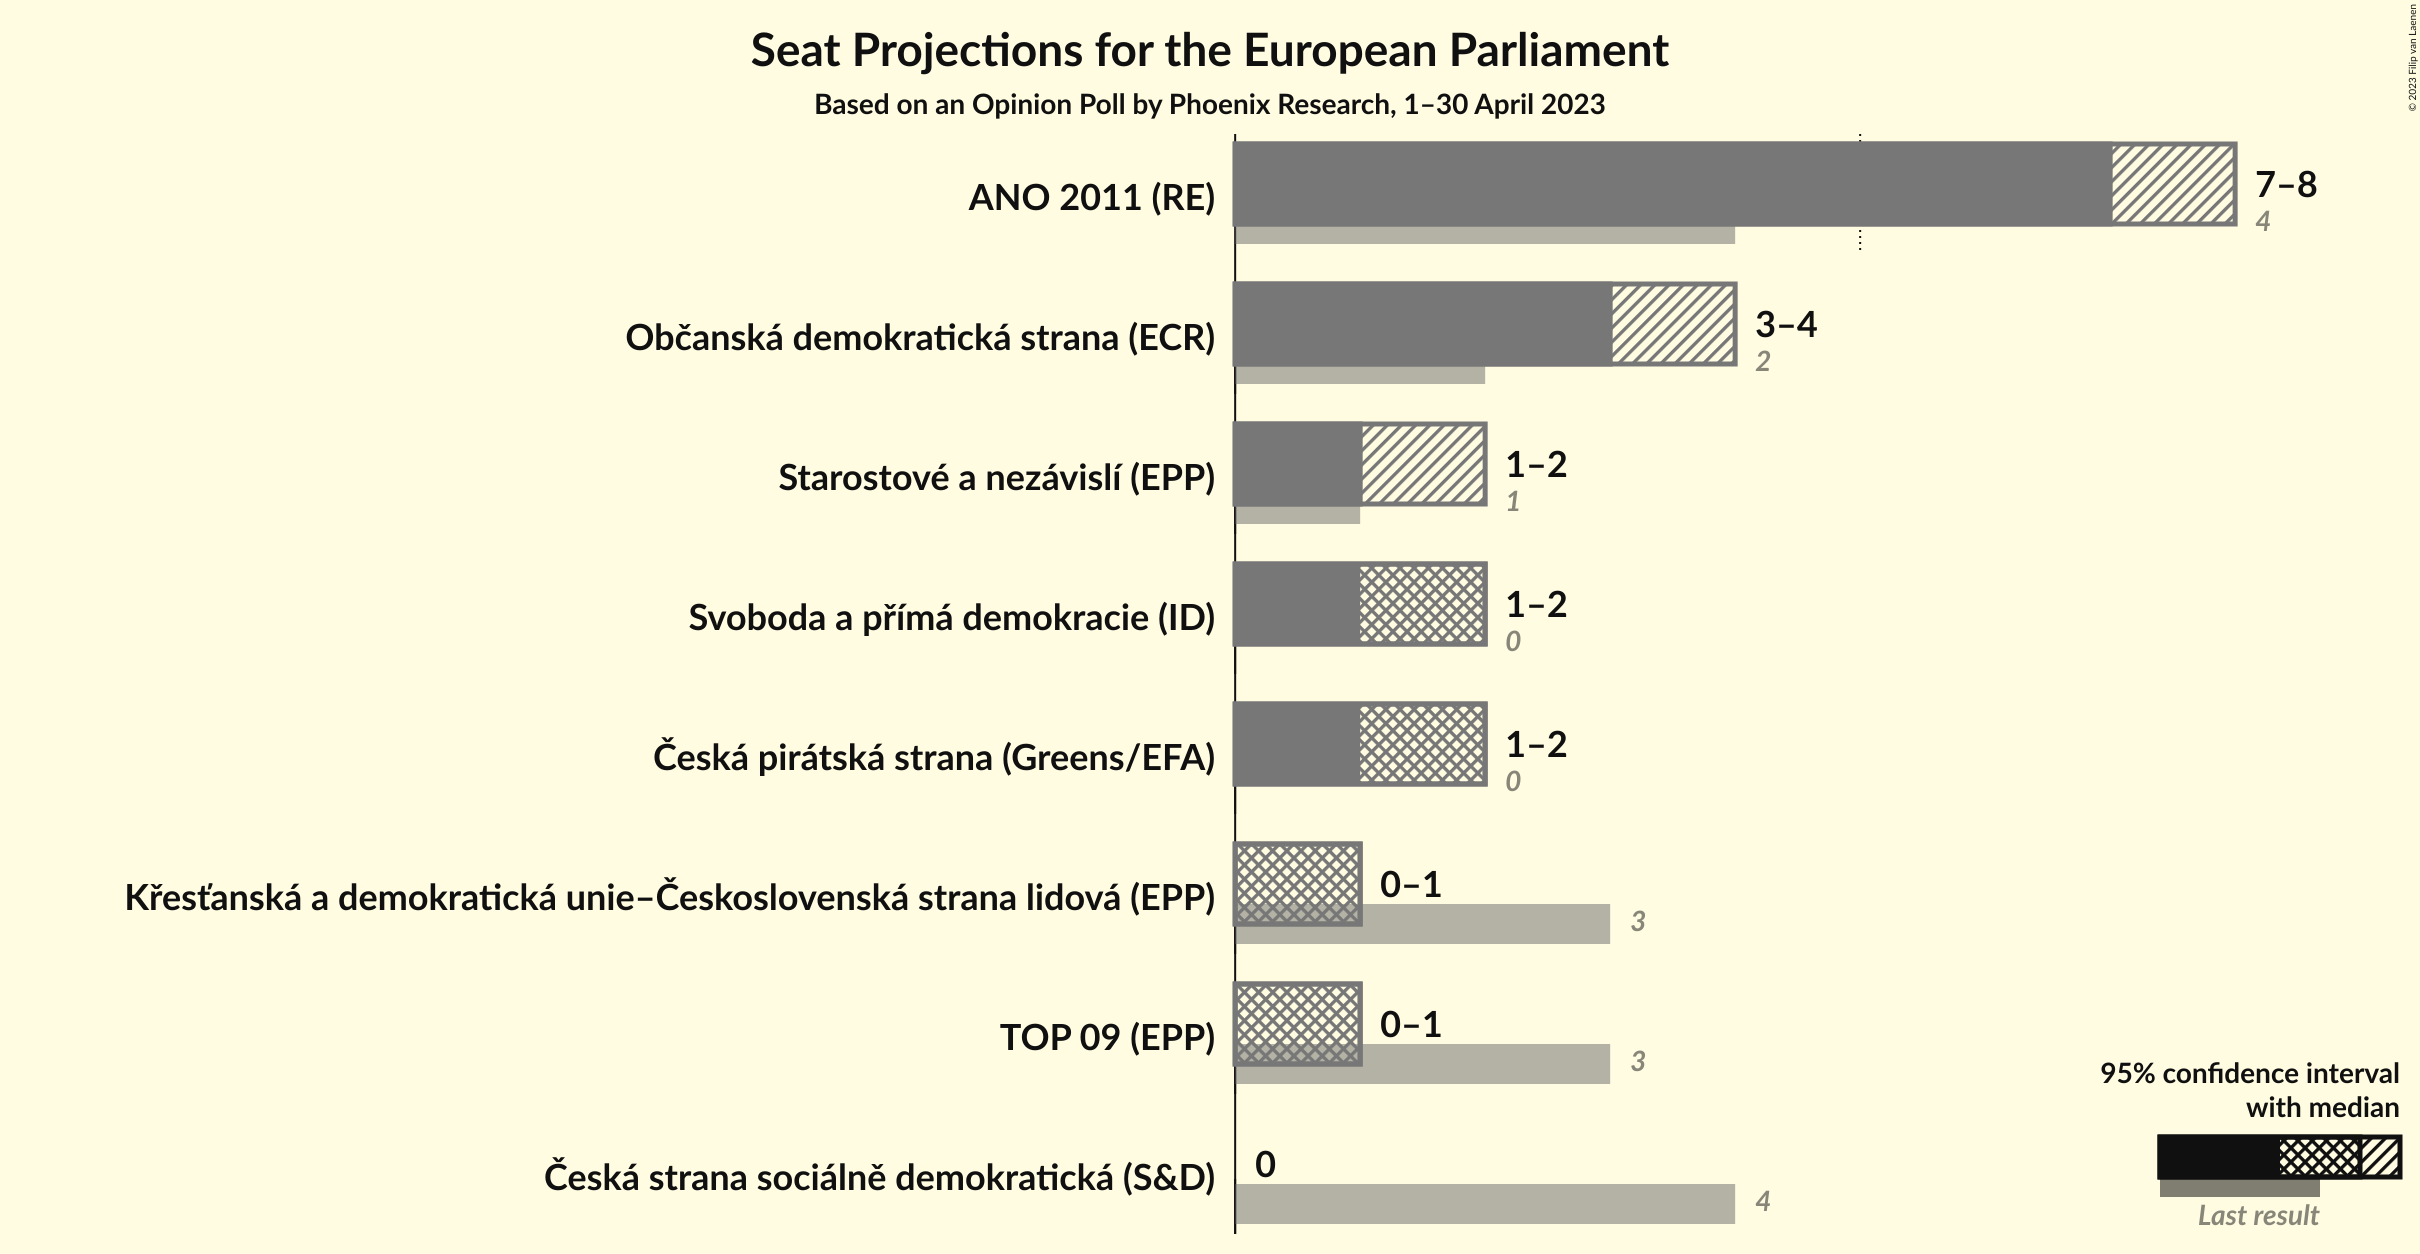 Seat Projections for the European Parliament
Based on an Opinion Poll by Phoenix Research, 1–30 April 2023
© 2023 Filip van Laenen
ANO 2011 (RE)
7–8
4
Občanská demokratická strana (ECR)
3–4
2
Starostové a nezávislí (EPP)
1–2
1
Svoboda a přímá demokracie (ID)
1–2
0
Česká pirátská strana (Greens/EFA)
1–2
0
Křesťanská a demokratická unie–Československá strana lidová (EPP)
0–1
3
TOP 09 (EPP)
0–1
3
Česká strana sociálně demokratická (S&D)
0
4
95% confidence interval
with median
Last result